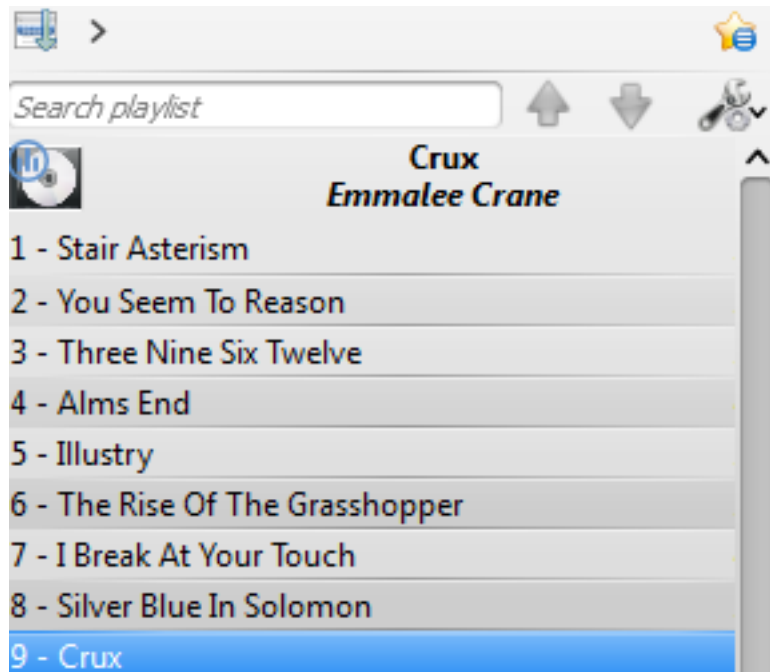 Search playlist
Crux
Emmalee Crane
1 - Stair Asterism
2 - You Seem To Reason
3 - Three Nine Six Twelve
4 - Alms End
5 - Illustry
6 - The Rise Of The Grasshopper
7 - I Break At Your Touch
8 - Silver Blue In Solomon
9 - Crux